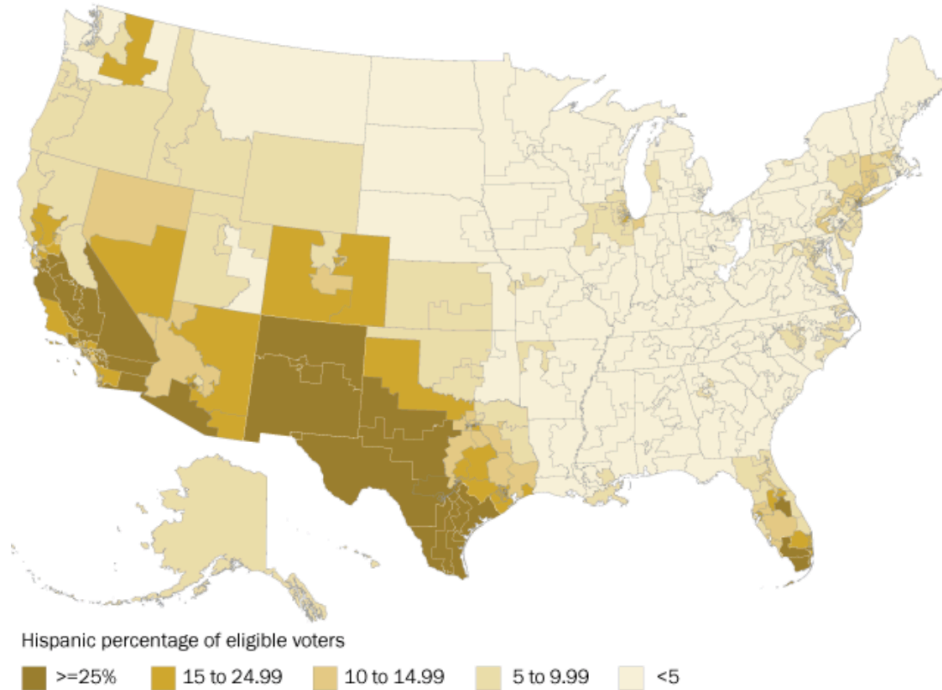 Hispanic percentage of eligible voters
>=25% 15 to 24.99 10 to 14.99 5 to 9.99 <5